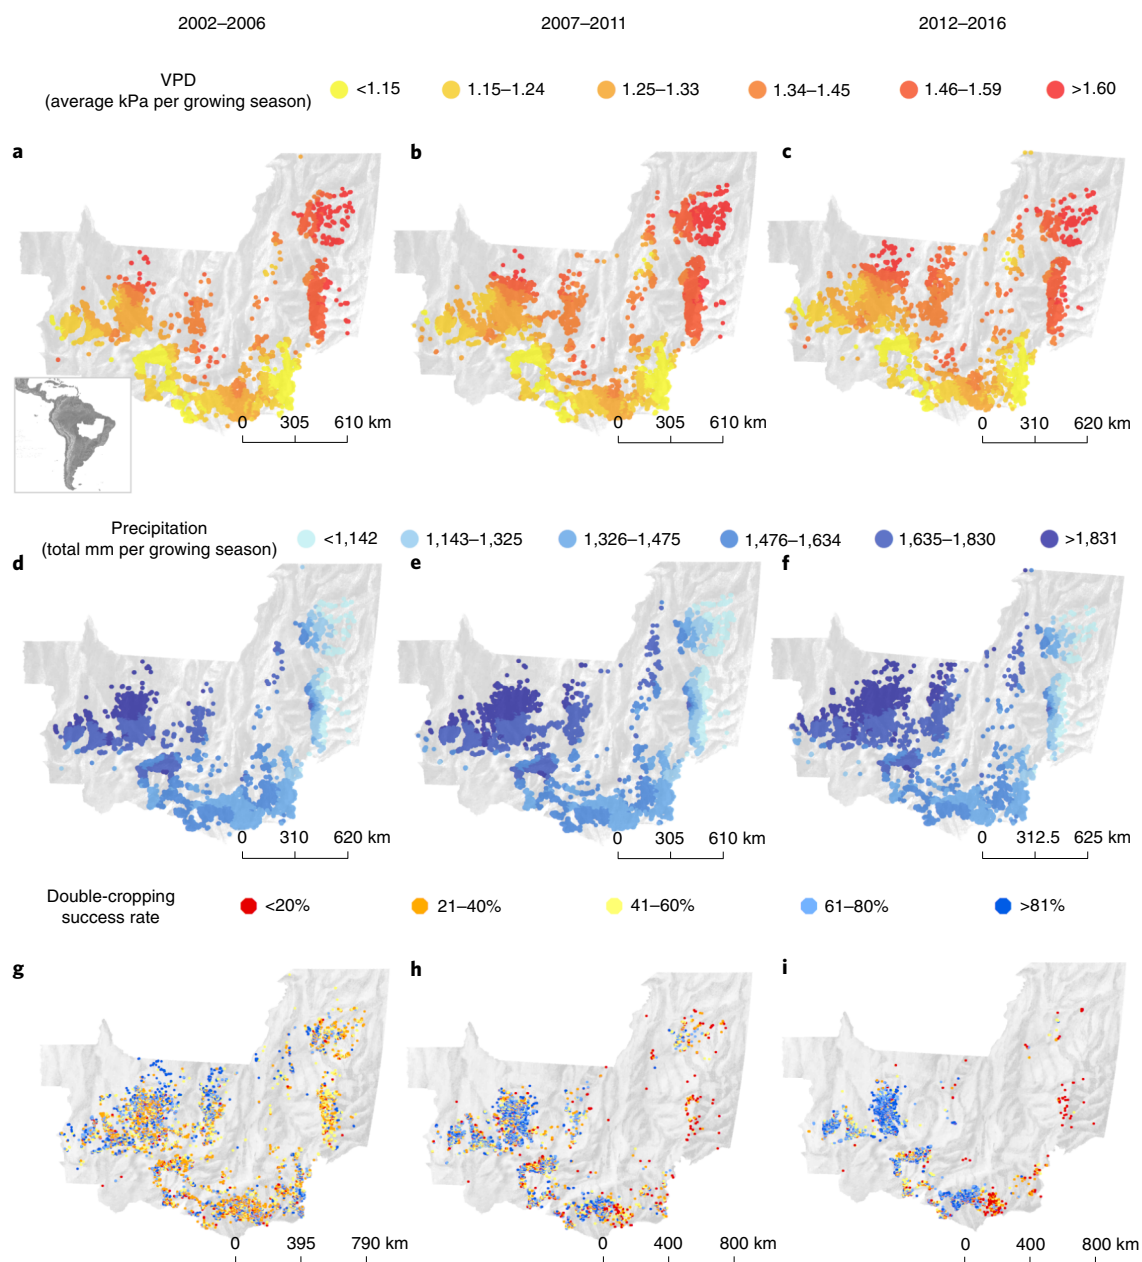 2002–2006 2007–2011 2012–2016
VPD
(average kPa per growing season)
<1.15 1.15–1.24 1.25–1.33 1.34–1.45 1.46–1.59 >1.60
a b c
0 305 610 km 0 305 610 km 0 310 620 km
Precipitation
(total mm per growing season)
<1,142 1,143–1,325 1,326–1,475 1,476–1,634 1,635–1,830 >1,831
d e f
0 310 620 km 0 305 610 km 0 312.5 625 km
Double-cropping
success rate
<20% 21–40% 41–60% 61–80% >81%
g h i
0 395 790 km 0 400 800 km 0 400 800 km